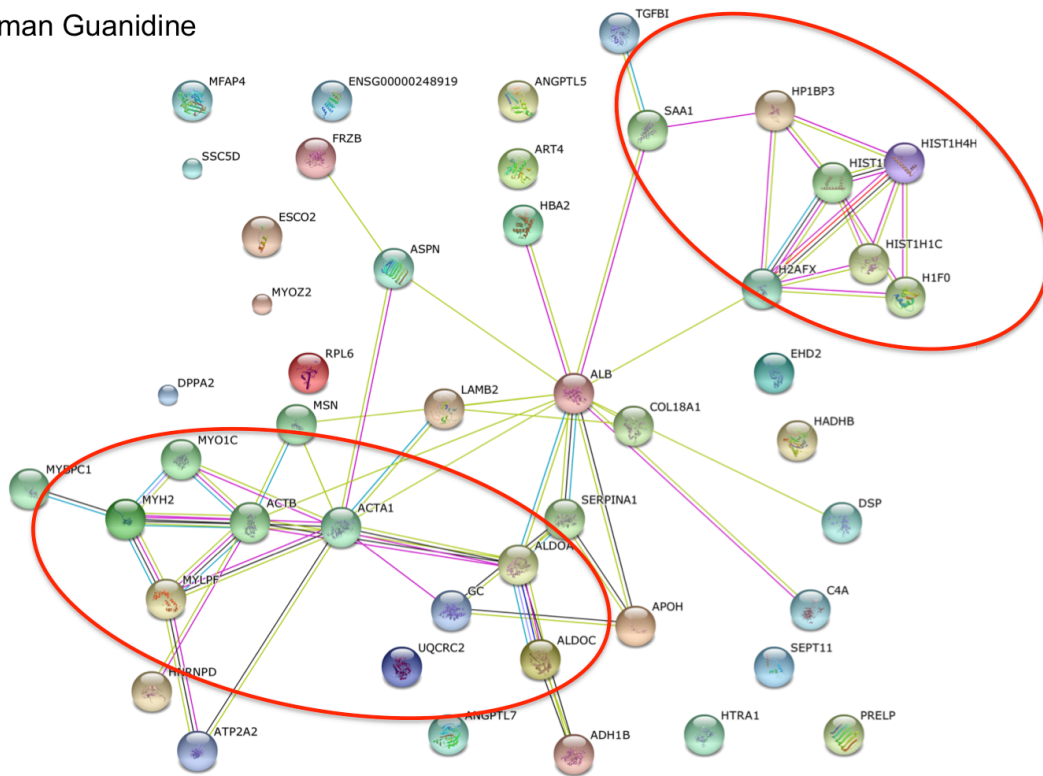 man Guanidine
TGFBI
MFAP4
ENSG00000248919
ANGPTL5
HP1BP3
SAA1
FRZB
SSC5D
ART4
HIST1H4H
HIST1
HBA2
ESCO2
ASPN
HIST1H1C
H2AFX
H1F0
MYOZ2
RPL6
ALB
EHD2
DPPA2
LAMB2
MSN
COL18A1
HADHB
MYO1C
MYBPC1
MYH2
ACTB
ACTA1
SERPINA1
DSP
ALDOA
MYLPF
GC
C4A
APOH
ALDOC
UQCRC2
SEPT11
HNRNPD
ANGPTL7
HTRA1
PRELP
ATP2A2
ADH1B